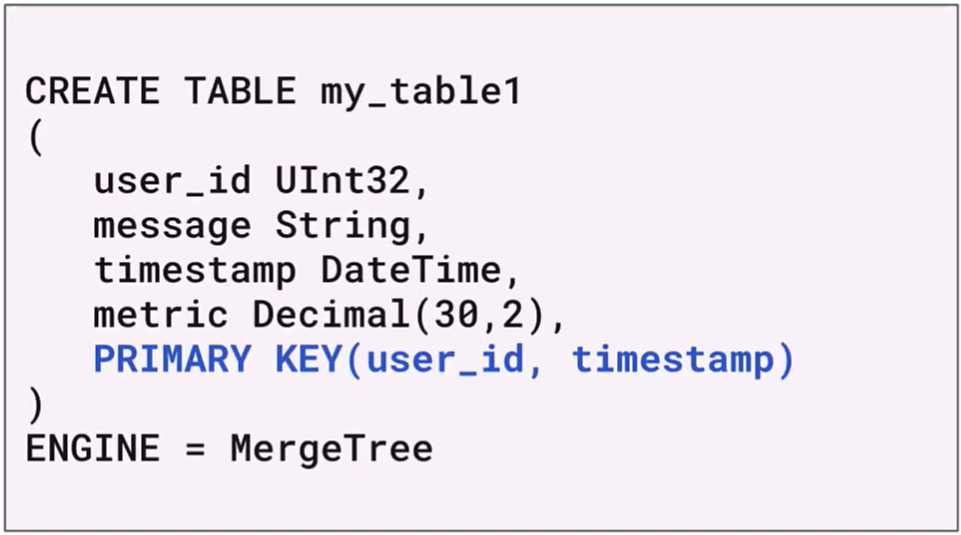 CREATE TABLE my_table1
(
   user_id UInt32,
   message String,
   timestamp DateTime,
   metric Decimal(30,2),
   PRIMARY KEY(user_id, timestamp)
)
ENGINE = MergeTree